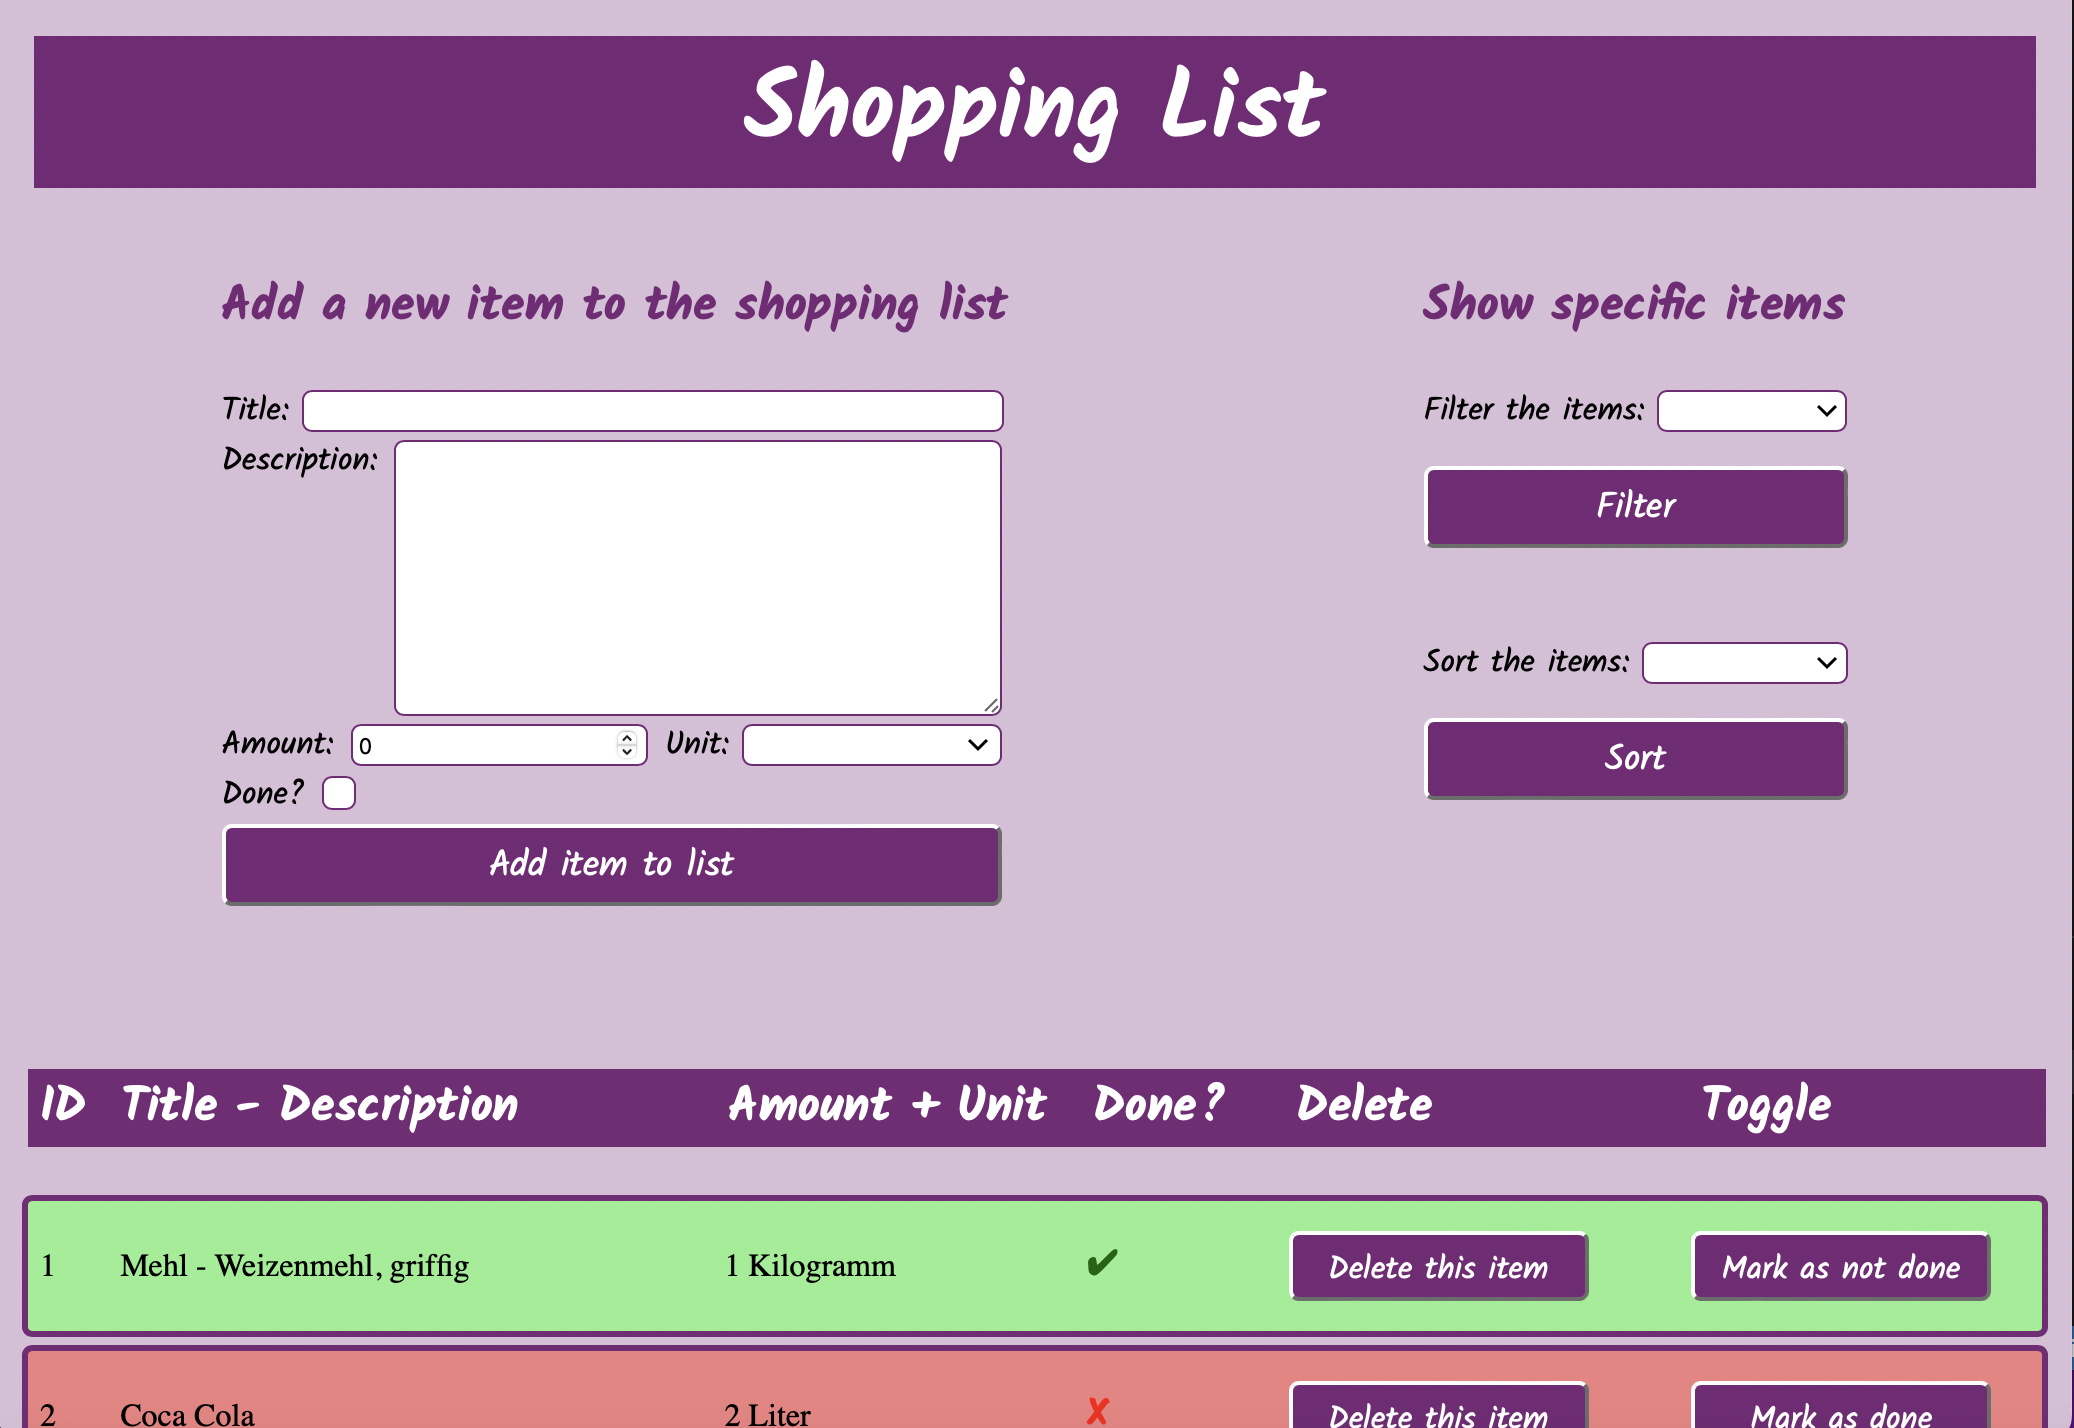 Shopping List
Add a new item to the shopping list
Title:
Description:
Amount: 0 Unit:
Done?
Add item to list
Show specific items
Filter the items:
Filter
Sort the items:
Sort
ID Title - Description Amount + Unit Done? Delete Toggle
1 Mehl - Weizenmehl, griffig 1 Kilogramm ✔ Delete this item Mark as not done
2 Coca Cola 2 Liter ✘ Delete this item Mark as done